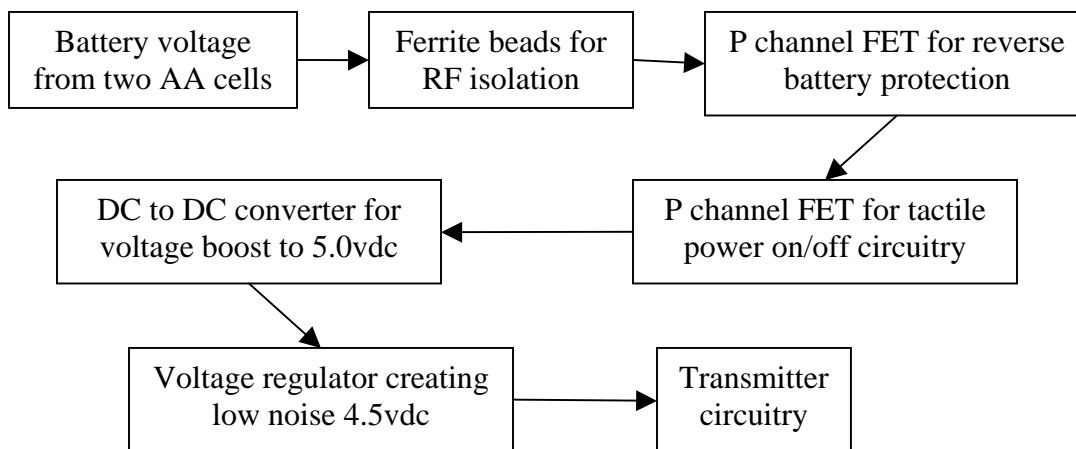 Battery voltage
from two AA cells
Ferrite beads for
RF isolation
P channel FET for reverse
battery protection
P channel FET for tactile
power on/off circuitry
DC to DC converter for
voltage boost to 5.0vdc
Voltage regulator creating
low noise 4.5vdc
Transmitter
circuitry